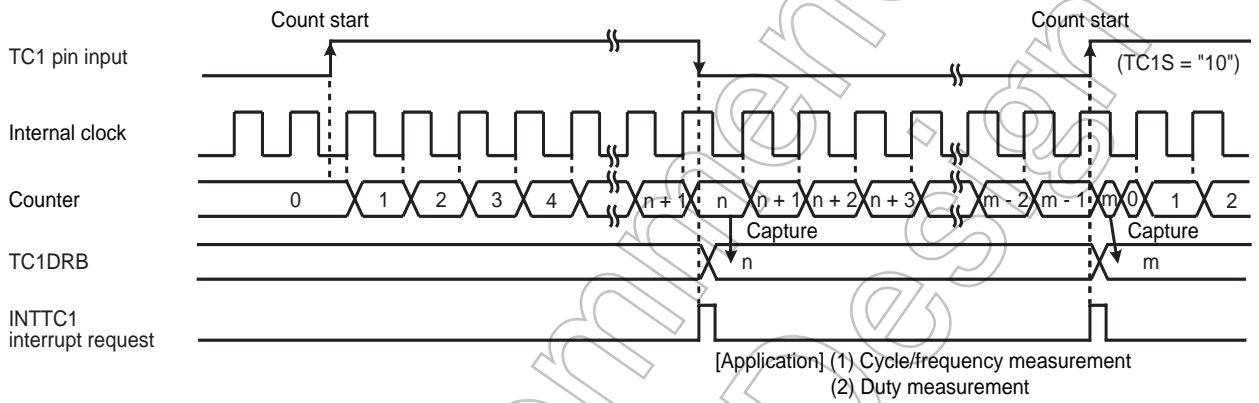 Count start Count start
TC1 pin input
(TC1S = "10")
Internal clock
Counter 0 1 2 3 4 n + 1 n n + 1 n + 2 n + 3 m - 2 m - 1 m 0 1 2
Capture Capture
TC1DRB n m
INTTC1
interrupt request
[Application] (1) Cycle/frequency measurement
(2) Duty measurement